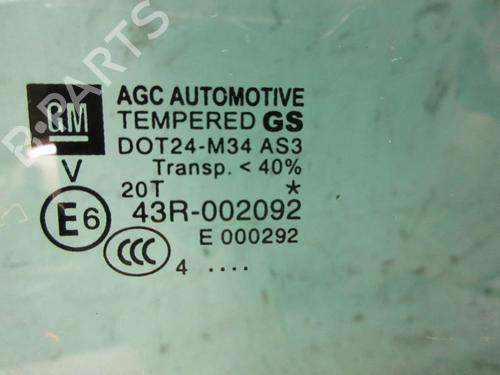 B-PARTS
GM
AGC AUTOMOTIVE
TEMPERED GS
DOT24-M34 AS3
Transp. < 40%
V
20T *
E6 43R-002092
E 000292
CCC
4 ....